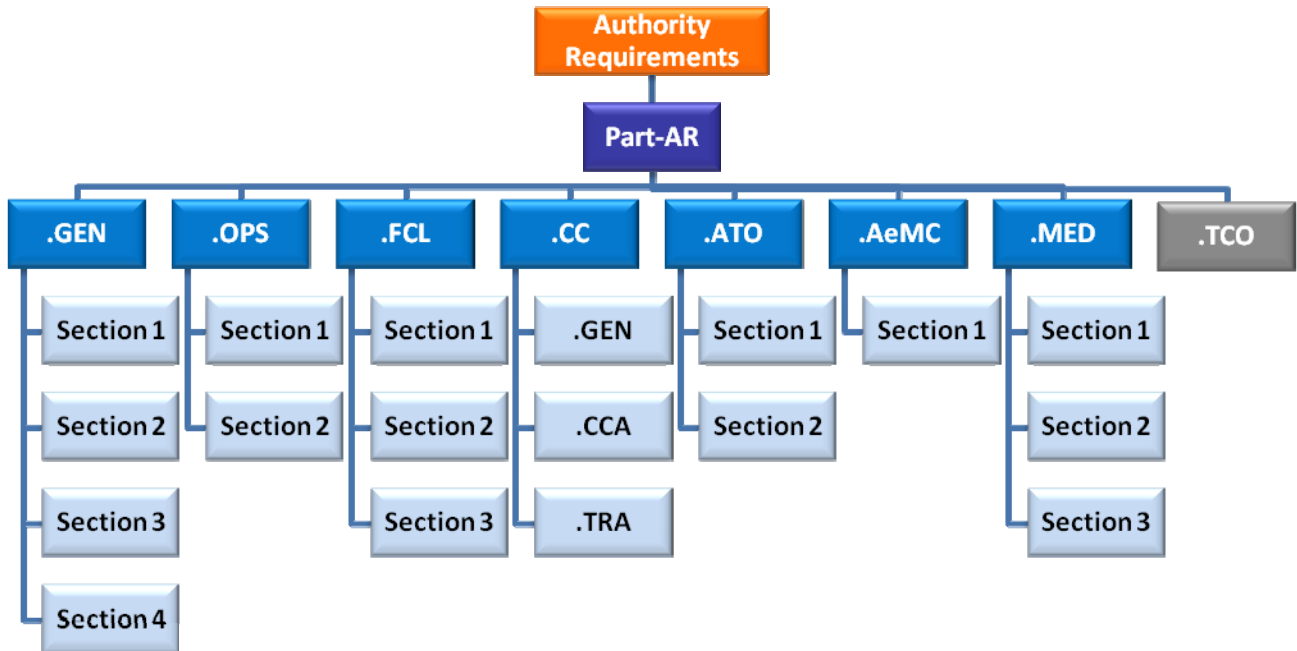 Authority
Requirements
Part-AR
.GEN
.OPS
.FCL
.CC
.ATO
.AeMC
.MED
.TCO
Section 1
Section 1
Section 1
.GEN
Section 1
Section 1
Section 1
Section 2
Section 2
Section 2
.CCA
Section 2
Section 2
Section 3
Section 3
.TRA
Section 3
Section 4